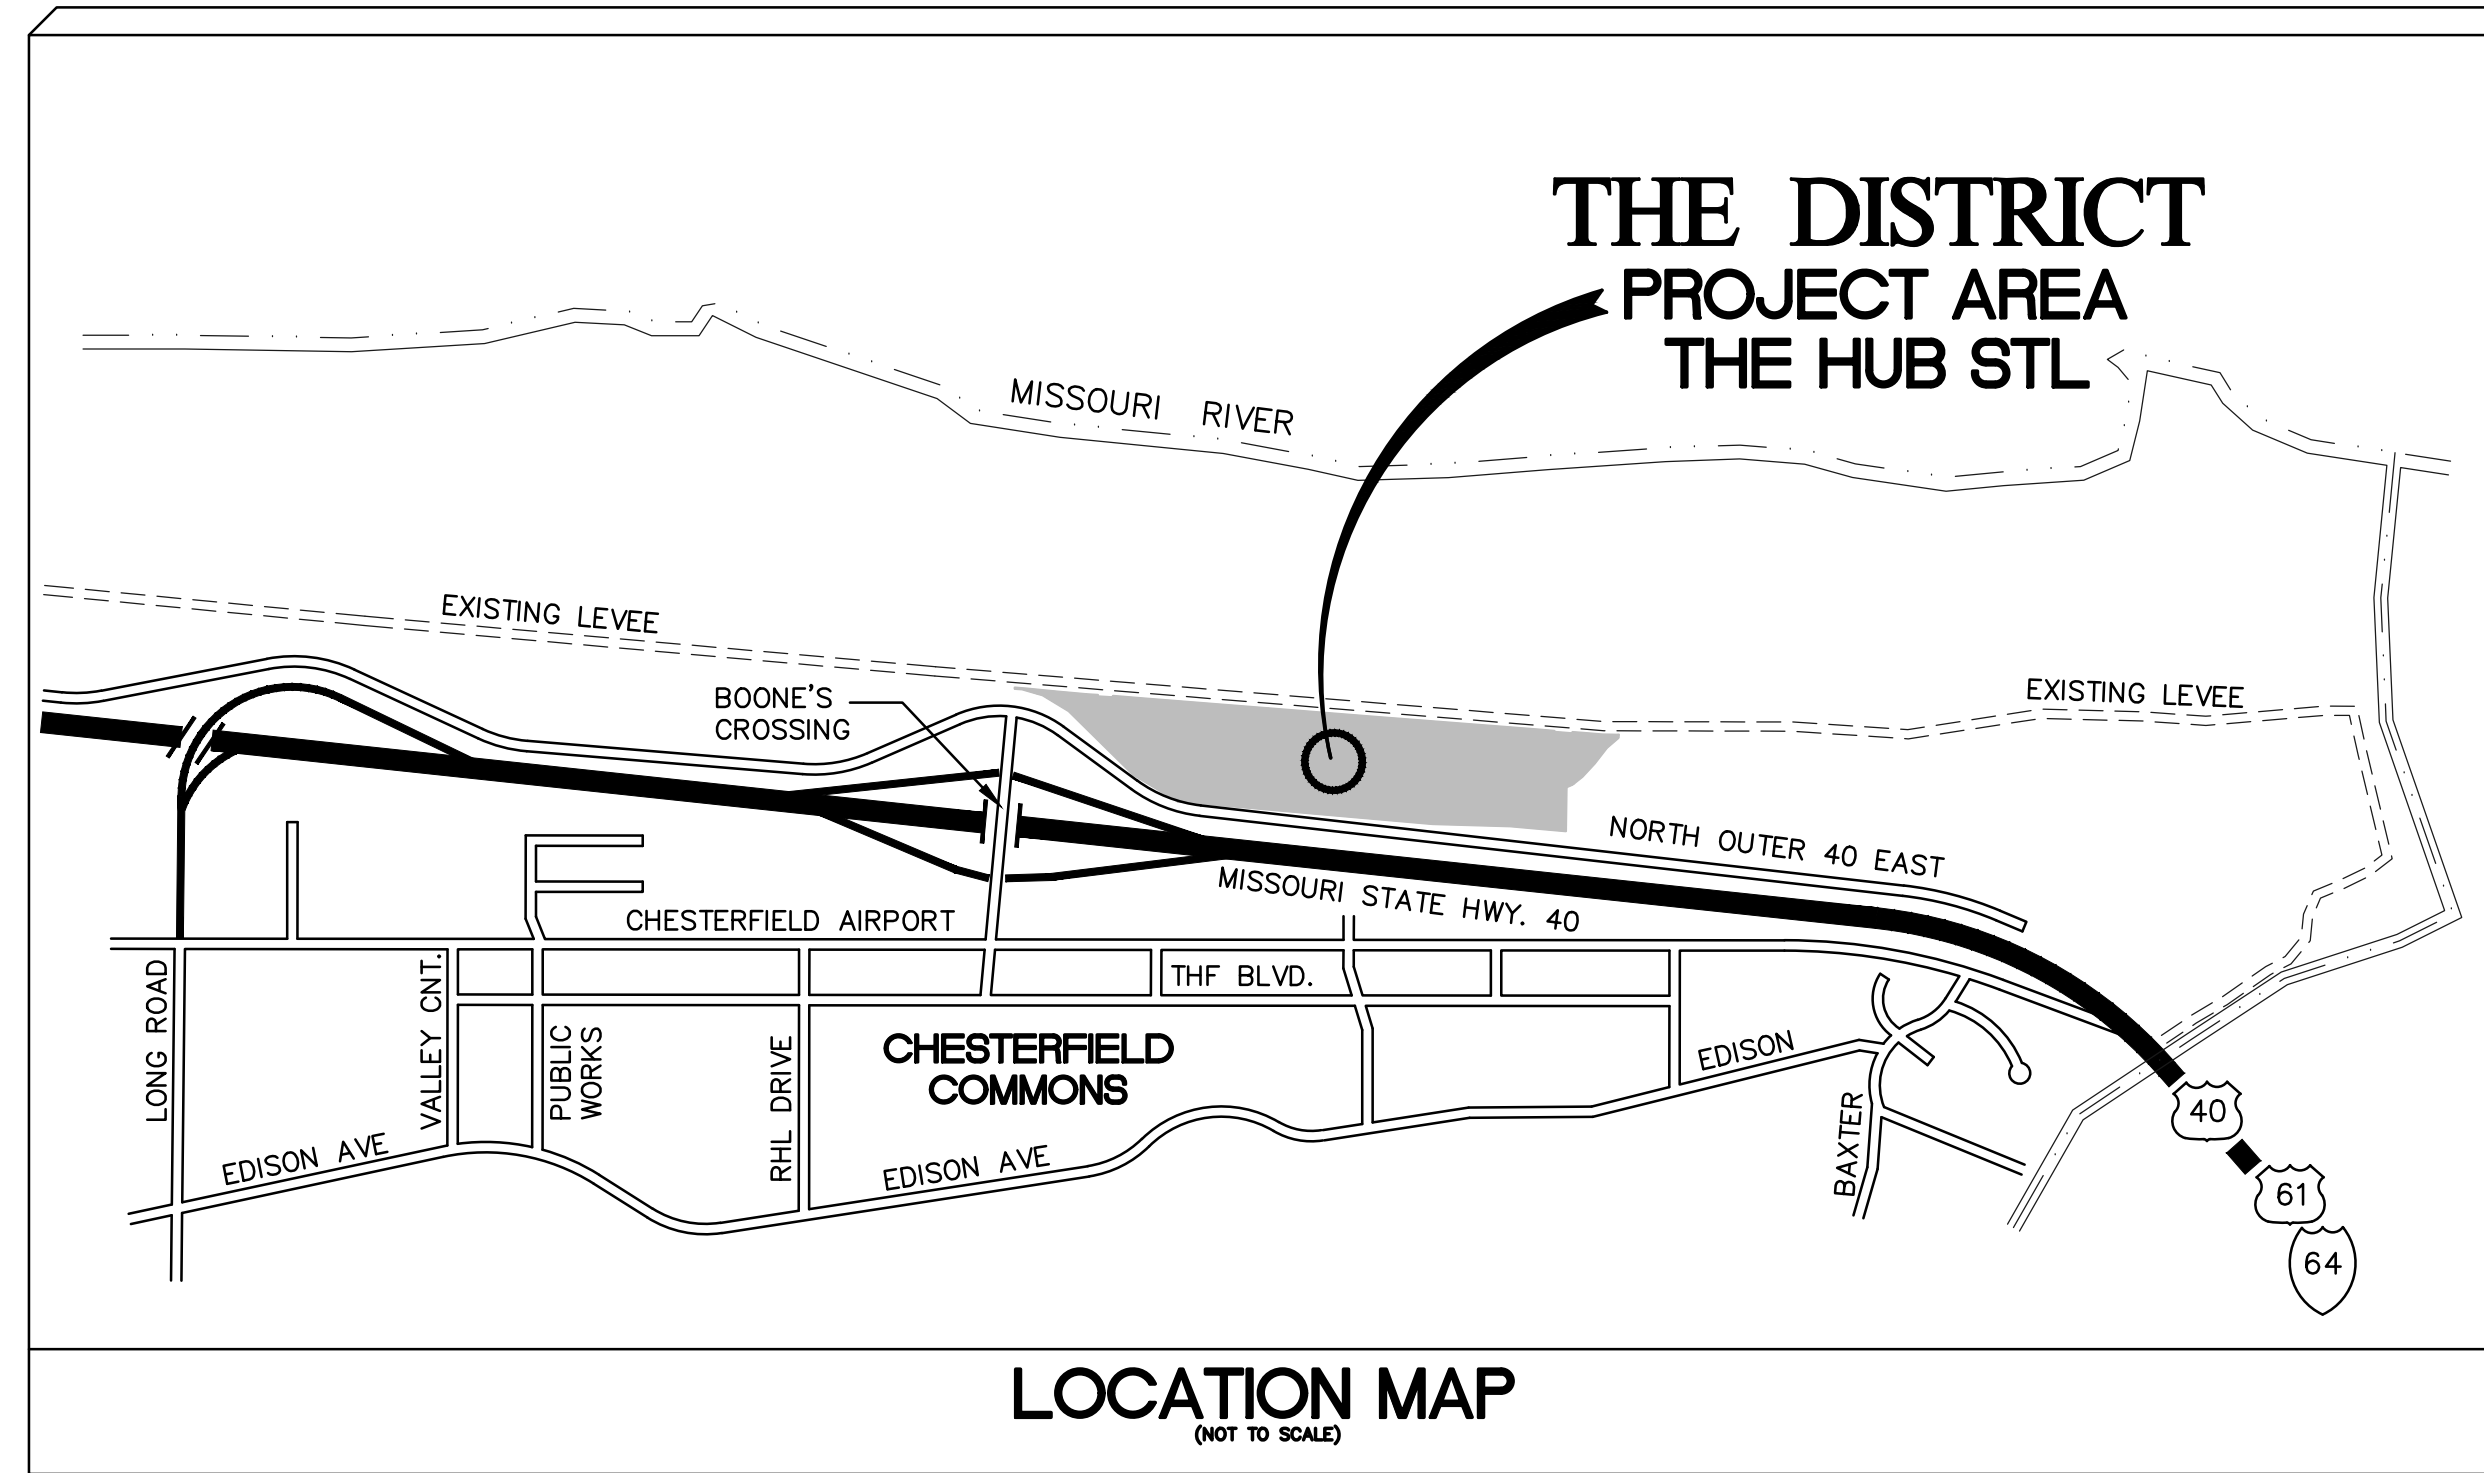 THE DISTRICT
PROJECT AREA
THE HUB STL
MISSOURI RIVER
EXISTING LEVEE
EXISTING LEVEE
BOONE'S
CROSSING
NORTH OUTER 40 EAST
MISSOURI STATE HWY. 40
CHESTERFIELD AIRPORT
THF BLVD.
LONG ROAD
VALLEY CNT.
PUBLIC
WORKS
RHL DRIVE
CHESTERFIELD
COMMONS
EDISON
BAXTER
EDISON AVE
EDISON AVE
40
61
64
LOCATION MAP
(NOT TO SCALE)